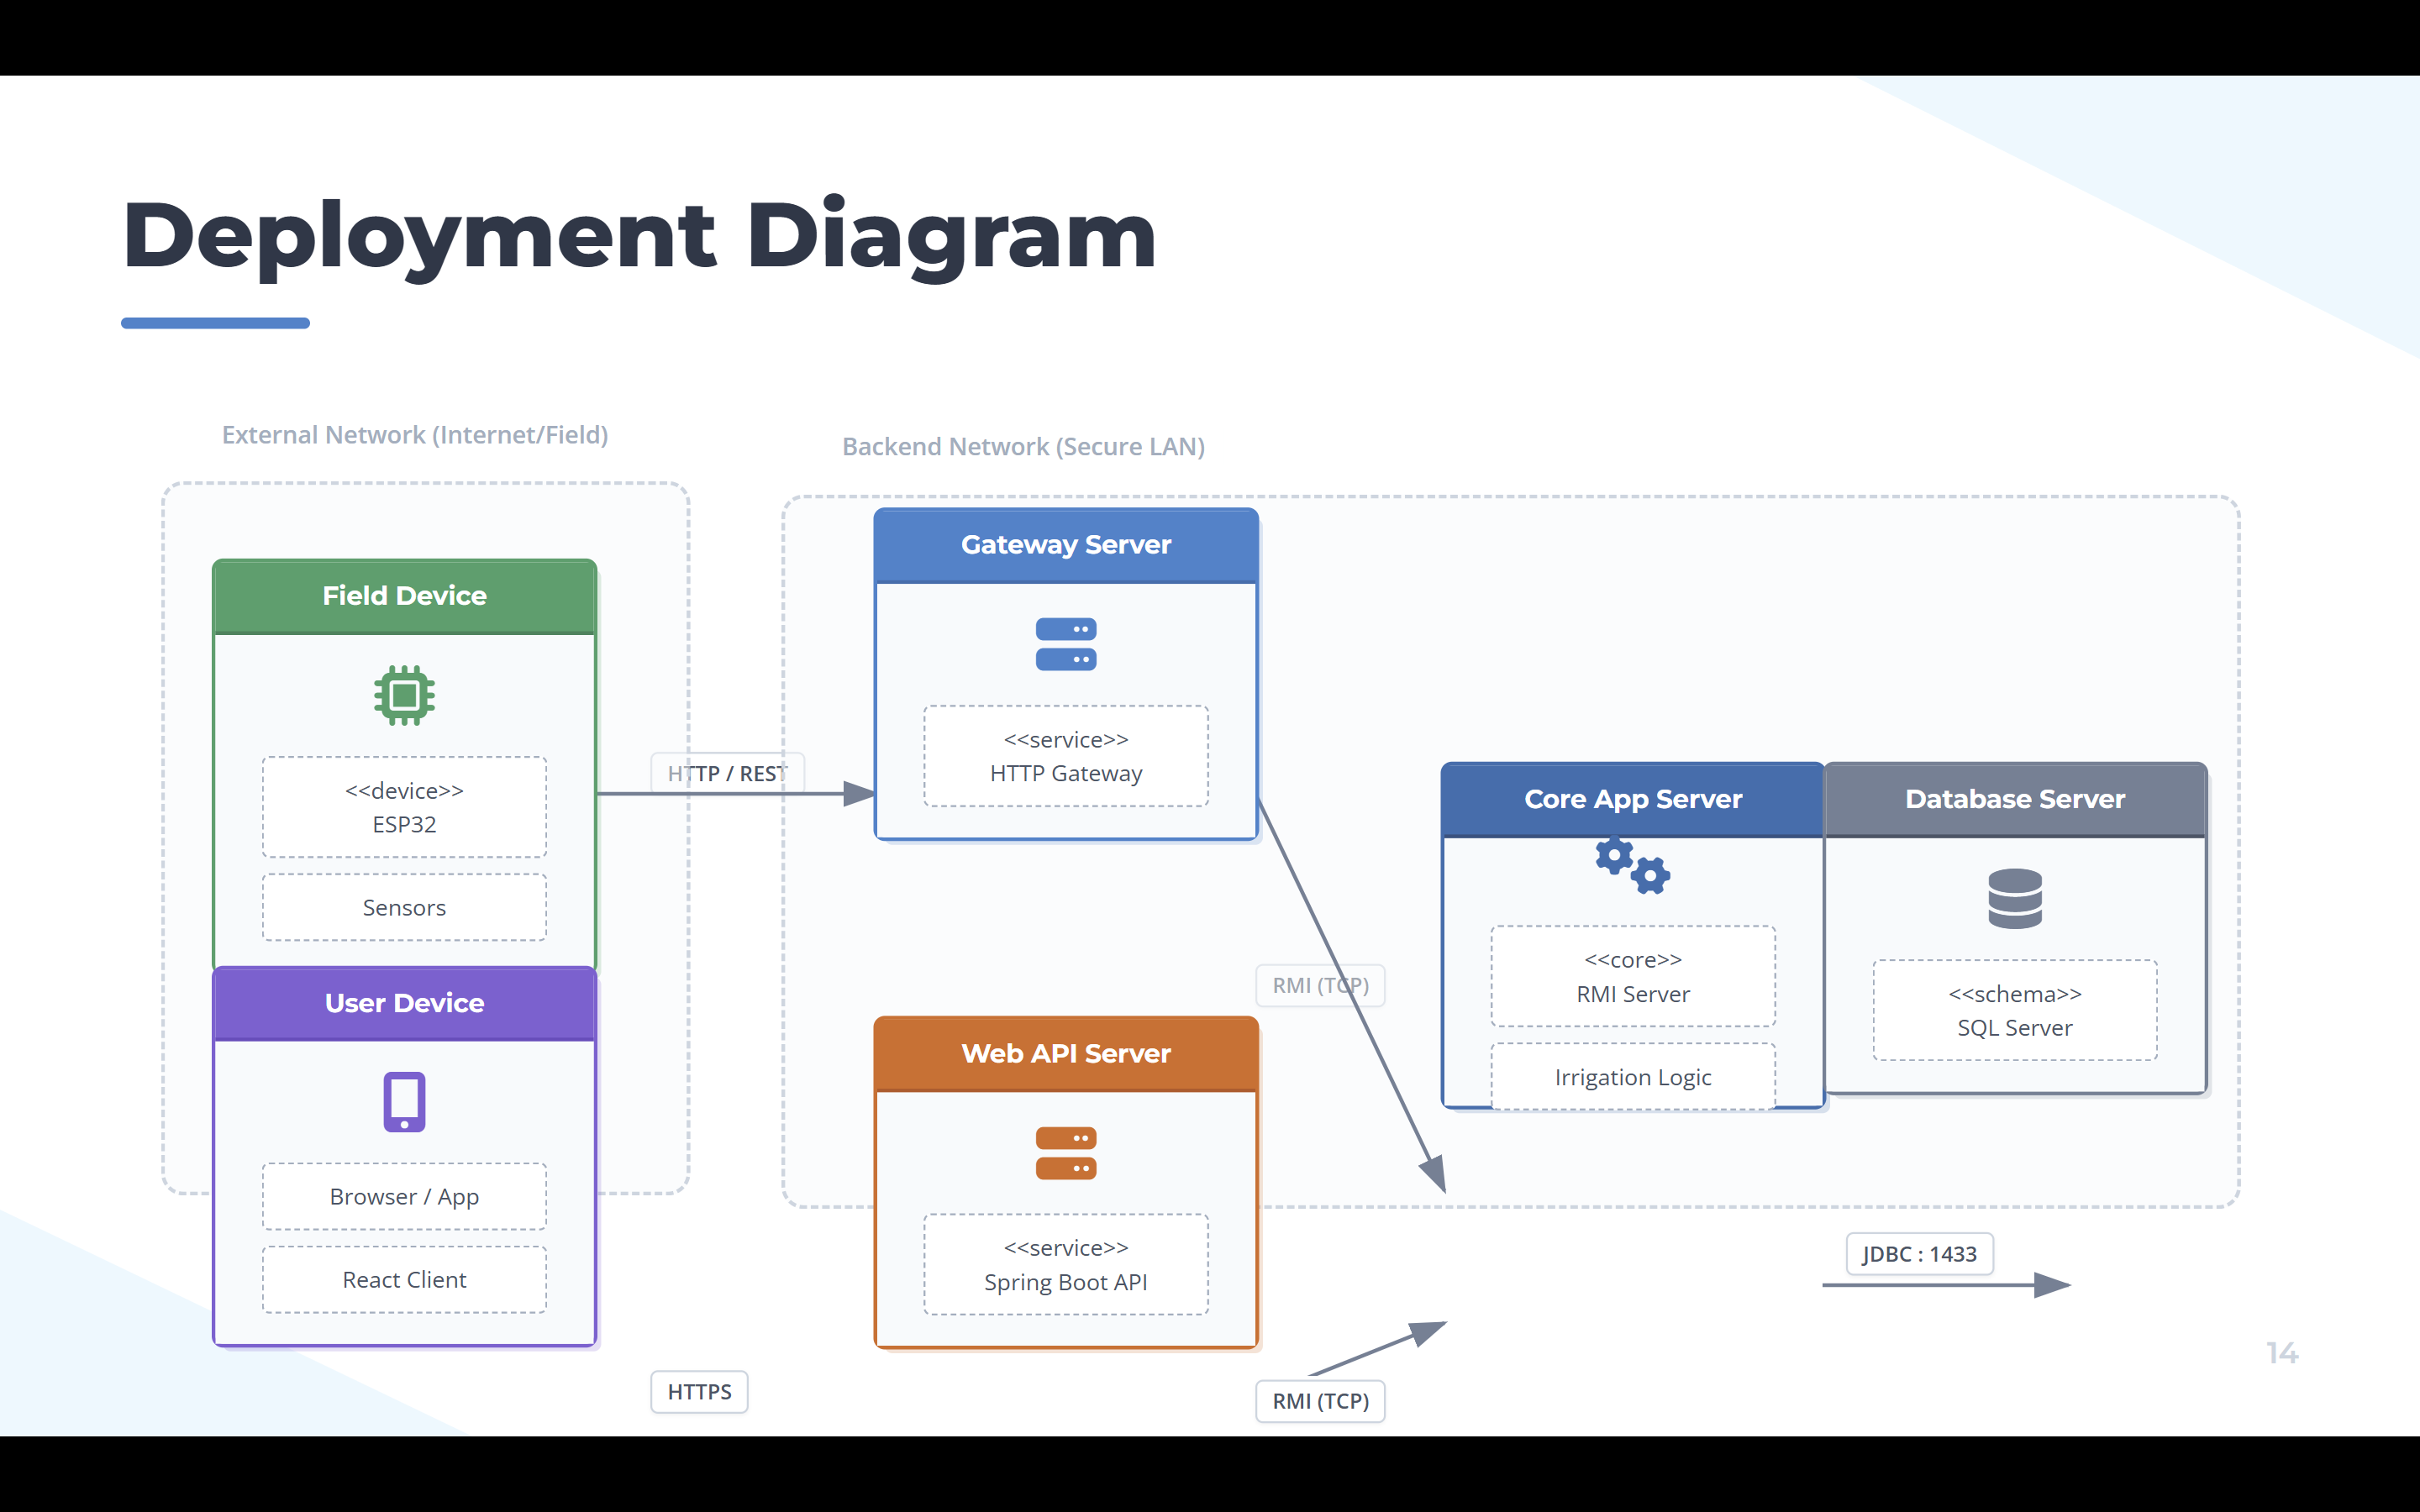 Deployment Diagram
External Network (Internet/Field)
Backend Network (Secure LAN)
Field Device
<<device>>
ESP32
Sensors
User Device
Browser / App
React Client
HTTP / REST
HTTPS
Gateway Server
<<service>>
HTTP Gateway
Web API Server
<<service>>
Spring Boot API
RMI (TCP)
RMI (TCP)
Core App Server
<<core>>
RMI Server
Irrigation Logic
Database Server
<<schema>>
SQL Server
JDBC : 1433
14